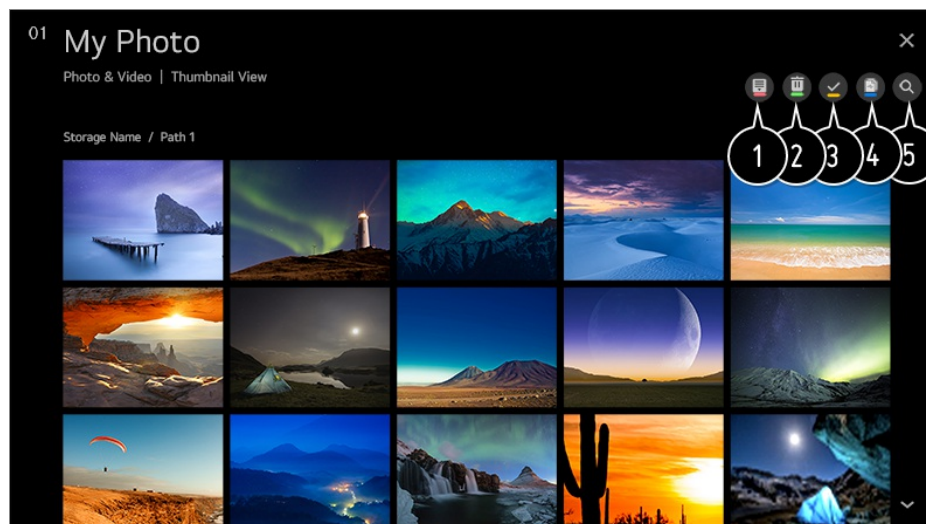 01
My Photo
Photo & Video | Thumbnail View
Storage Name / Path 1
1 2 3 4 5